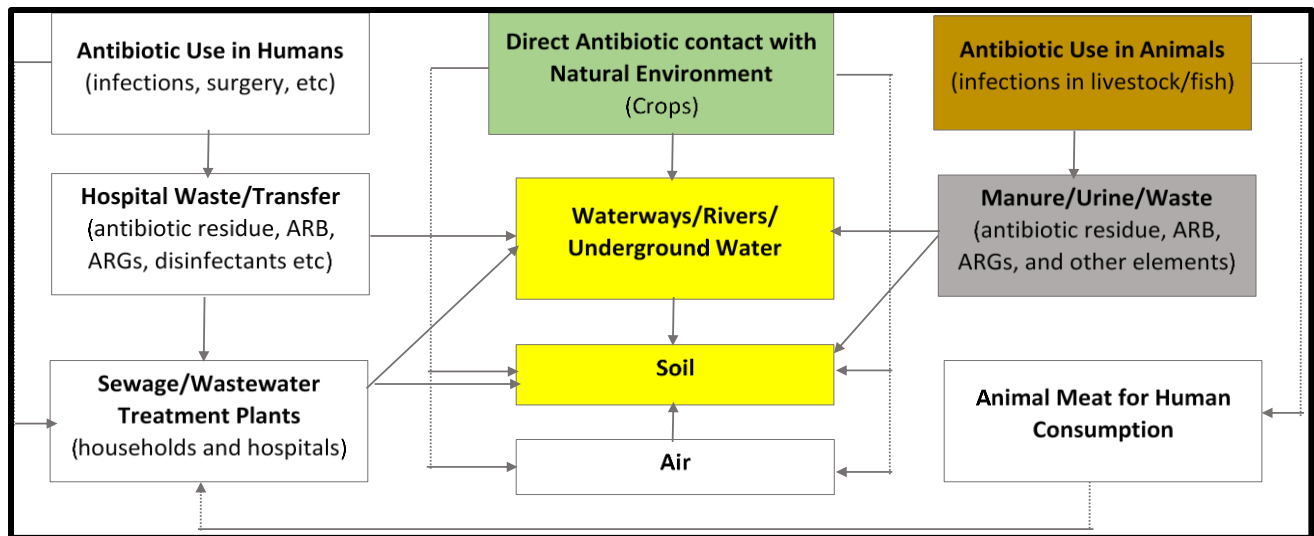 Antibiotic Use in Humans
(infections, surgery, etc)
Direct Antibiotic contact with
Natural Environment
(Crops)
Antibiotic Use in Animals
(infections in livestock/fish)
Hospital Waste/Transfer
(antibiotic residue, ARB,
ARGs, disinfectants etc)
Waterways/Rivers/
Underground Water
Manure/Urine/Waste
(antibiotic residue, ARB,
ARGs, and other elements)
Sewage/Wastewater
Treatment Plants
(households and hospitals)
Soil
Air
Animal Meat for Human
Consumption